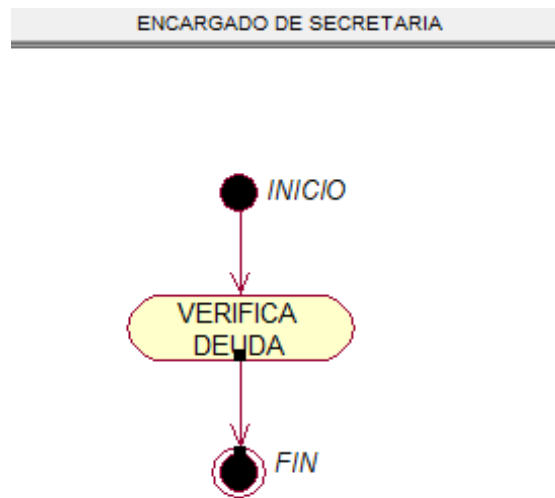 ENCARGADO DE SECRETARIA
INICIO
VERIFICA
DEUDA
FIN